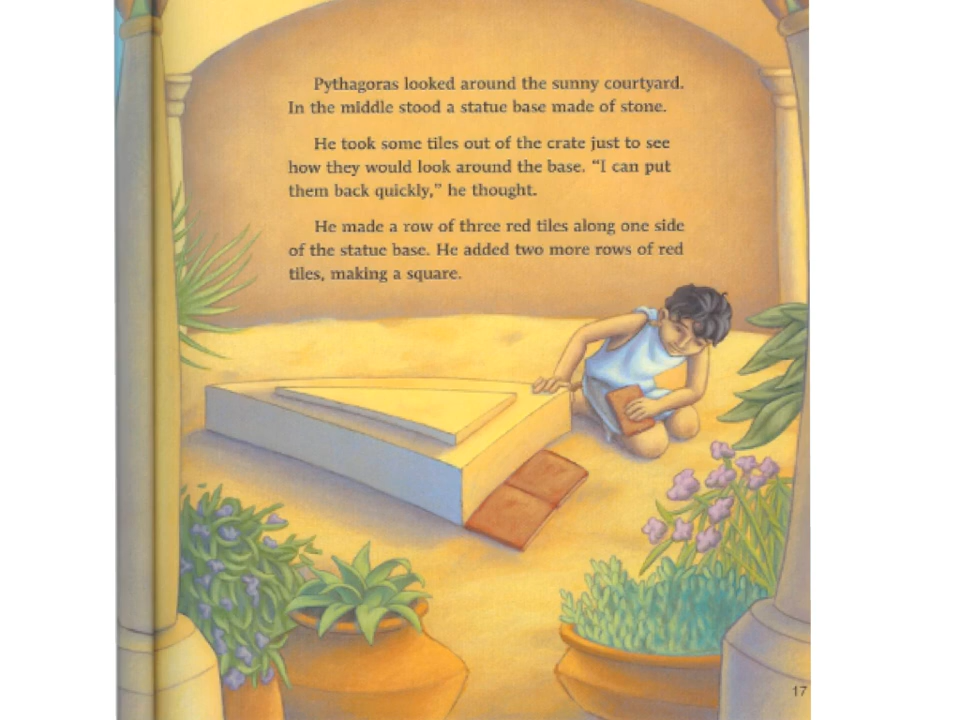 Pythagoras looked around the sunny courtyard.
In the middle stood a statue base made of stone.
He took some tiles out of the crate just to see
how they would look around the base. “I can put
them back quickly,” he thought.
He made a row of three red tiles along one side
of the statue base. He added two more rows of red
tiles, making a square.
17